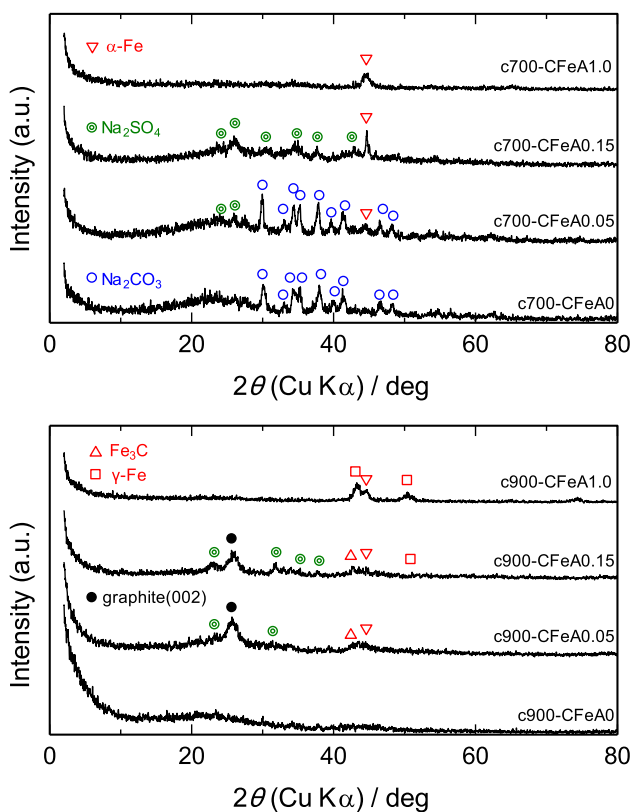 α-Fe
c700-CFeA1.0
Na₂SO₄
c700-CFeA0.15
c700-CFeA0.05
Na₂CO₃
c700-CFeA0
Intensity (a.u.)
0 20 40 60 80
2θ (Cu Kα) / deg
Fe₃C
γ-Fe
c900-CFeA1.0
c900-CFeA0.15
graphite(002)
c900-CFeA0.05
c900-CFeA0
Intensity (a.u.)
0 20 40 60 80
2θ (Cu Kα) / deg